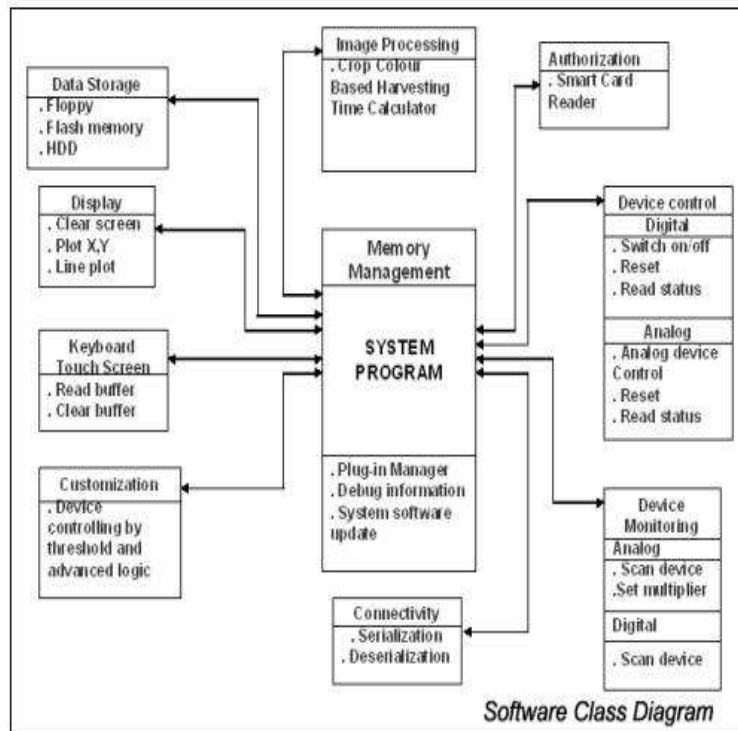 Image Processing
. Crop Colour
Based Harvesting
Time Calculator
Authorization
. Smart Card
Reader
Data Storage
. Floppy
. Flash memory
. HDD
Display
. Clear screen
. Plot X,Y
. Line plot
Memory
Management
SYSTEM
PROGRAM
. Plug-in Manager
. Debug information
. System software
update
Device control
Digital
. Switch on/off
. Reset
. Read status
Analog
. Analog device
Control
. Reset
. Read status
Keyboard
Touch Screen
. Read buffer
. Clear buffer
Customization
. Device
controlling by
threshold and
advanced logic
Device
Monitoring
Analog
. Scan device
.Set multiplier
Digital
. Scan device
Connectivity
. Serialization
. Deserialization
Software Class Diagram